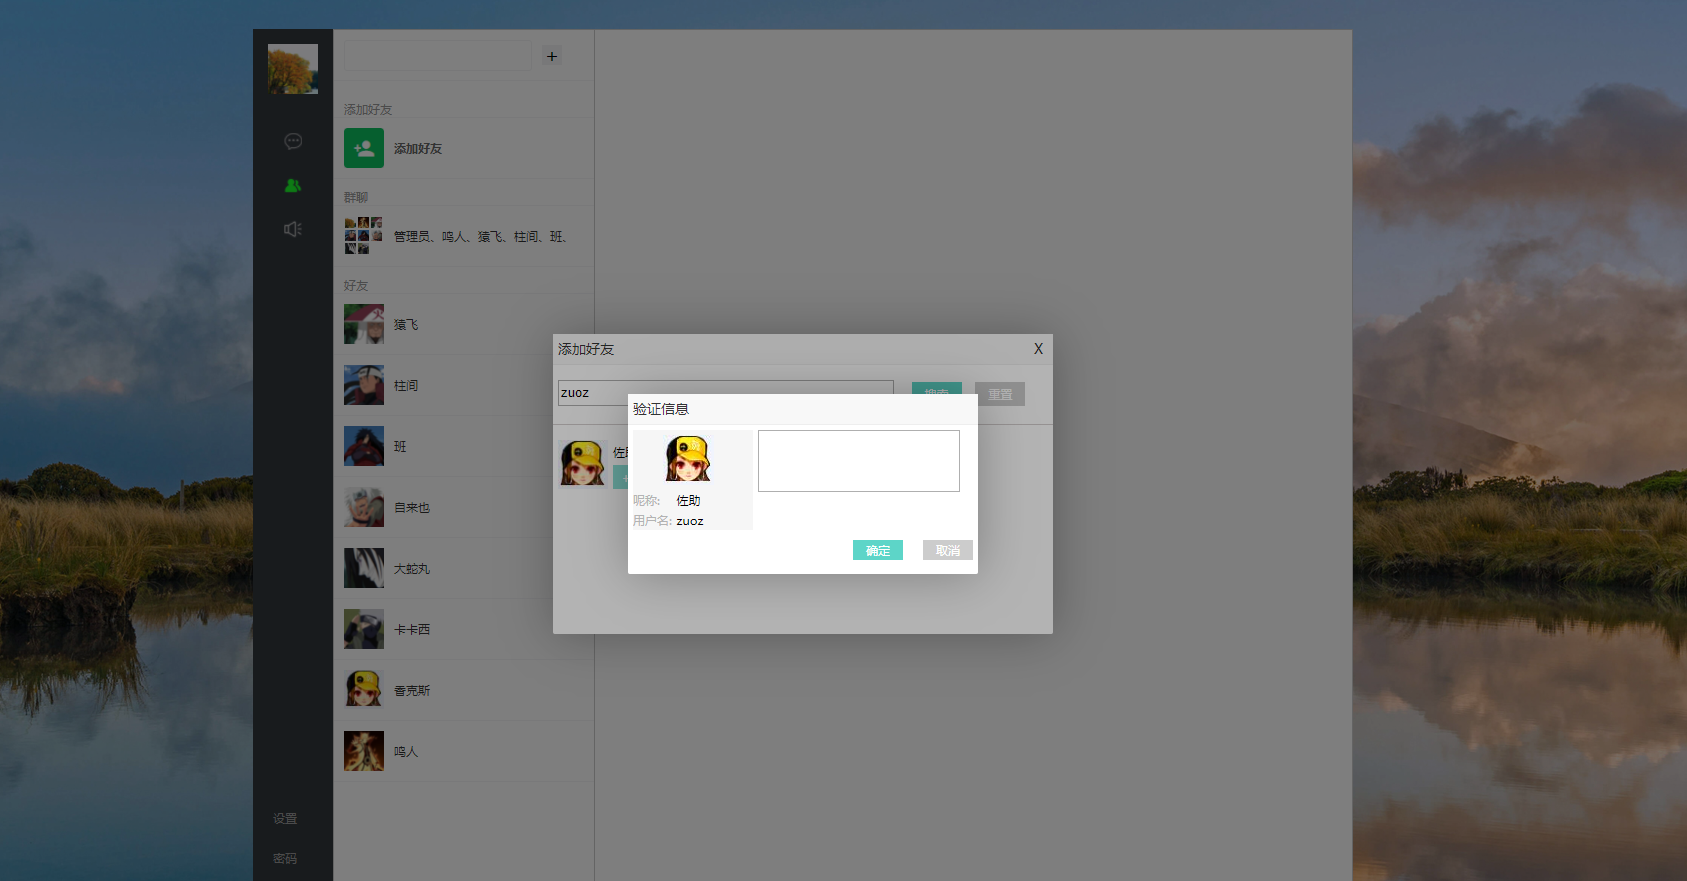 +
添加好友
添加好友
群聊
管理员、鸣人、猿飞、柱间、班、
好友
猿飞
柱间
班
自来也
大蛇丸
卡卡西
香克斯
鸣人
设置
密码
添加好友 X
zuoz 搜索 重置
佐助
验证信息
昵称: 佐助
用户名: zuoz
确定 取消